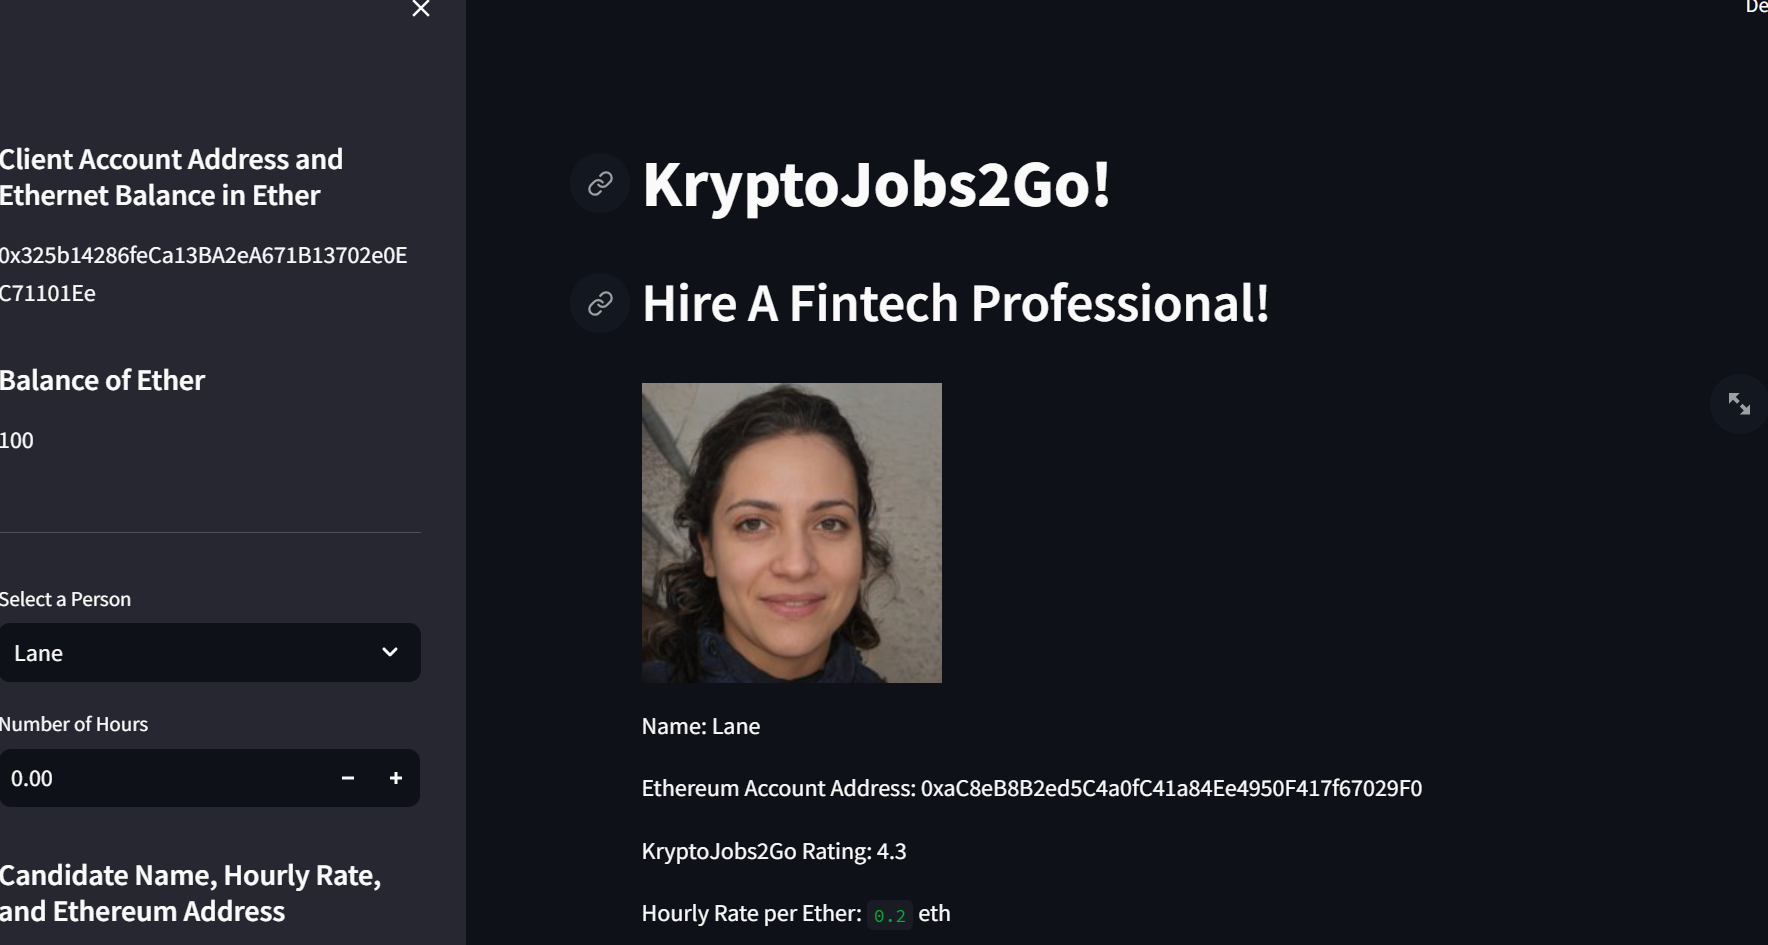 Client Account Address and
Ethernet Balance in Ether
0x325b14286feCa13BA2eA671B13702e0E
C71101Ee
Balance of Ether
100
Select a Person
Lane
Number of Hours
0.00
Candidate Name, Hourly Rate,
and Ethereum Address
De
KryptoJobs2Go!
Hire A Fintech Professional!
Name: Lane
Ethereum Account Address: 0xaC8eB8B2ed5C4a0fC41a84Ee4950F417f67029F0
KryptoJobs2Go Rating: 4.3
Hourly Rate per Ether: 0.2 eth